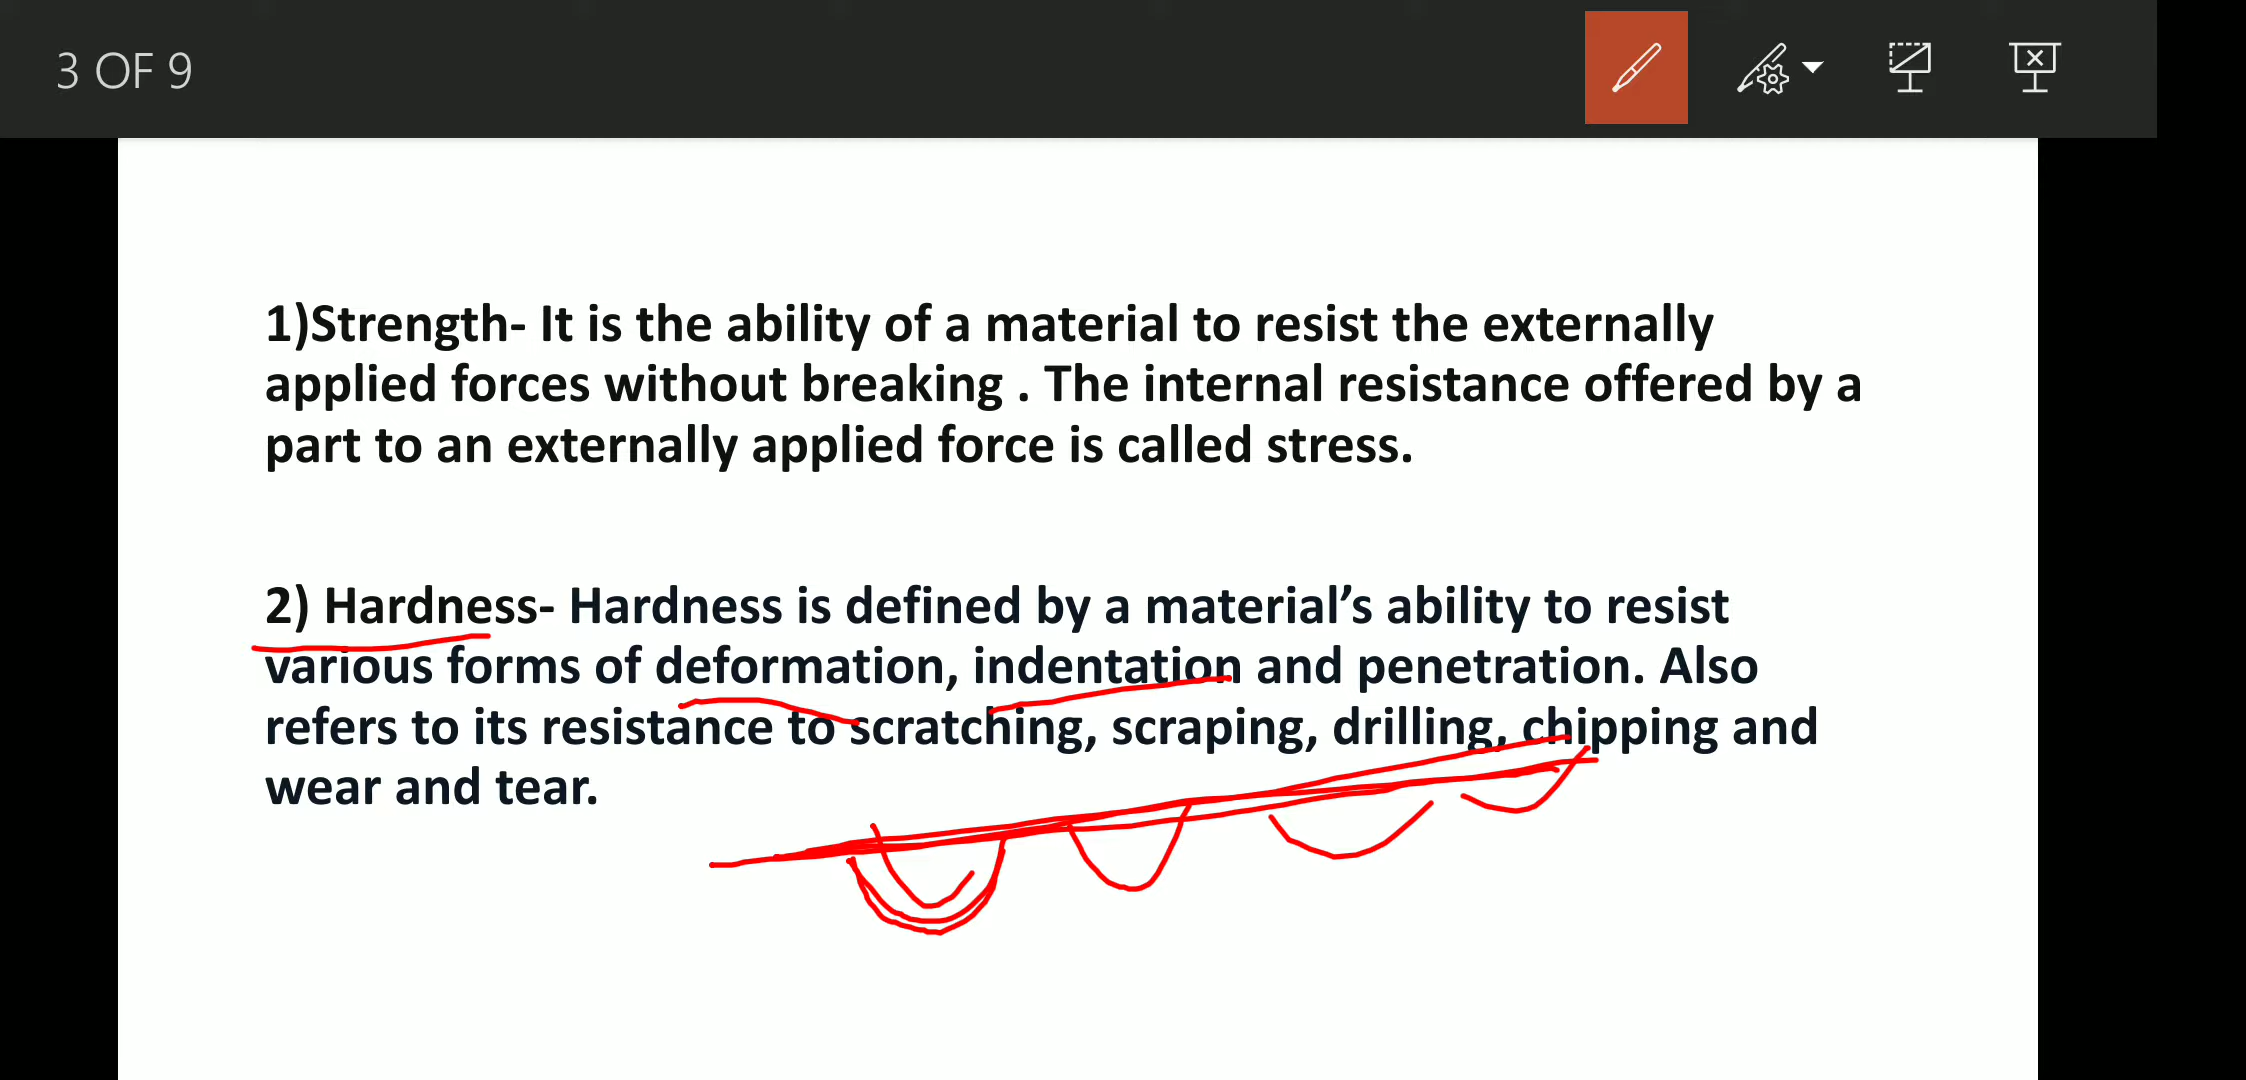 3 OF 9
1)Strength- It is the ability of a material to resist the externally
applied forces without breaking . The internal resistance offered by a
part to an externally applied force is called stress.
2) Hardness- Hardness is defined by a material’s ability to resist
various forms of deformation, indentation and penetration. Also
refers to its resistance to scratching, scraping, drilling, chipping and
wear and tear.